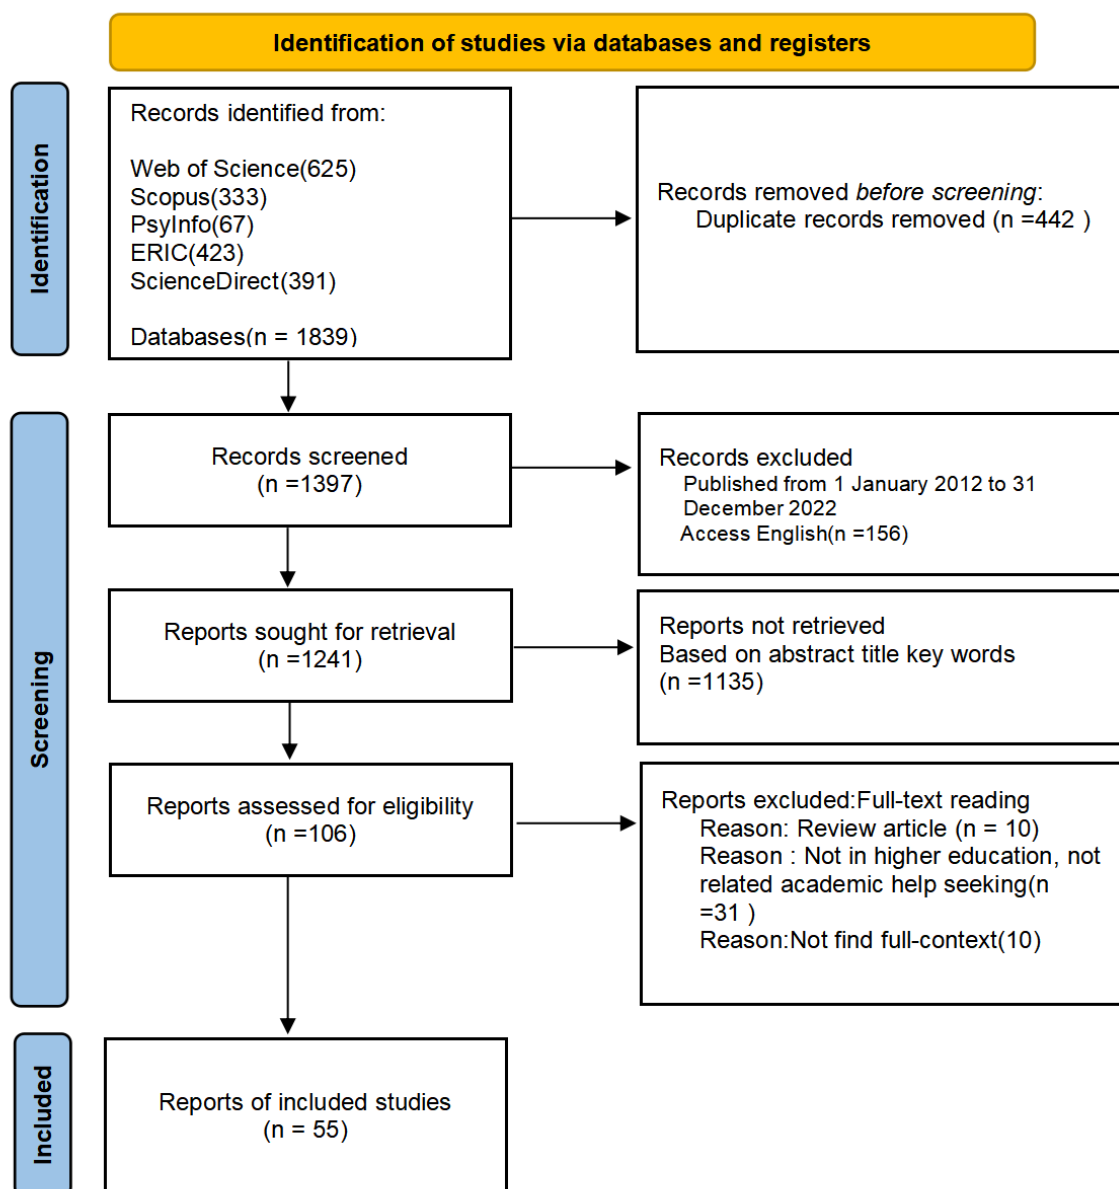 Identification of studies via databases and registers
Identification
Records identified from:
Web of Science(625)
Scopus(333)
PsyInfo(67)
ERIC(423)
ScienceDirect(391)
Databases(n = 1839)
Records removed before screening:
Duplicate records removed (n =442 )
Screening
Records screened
(n =1397)
Records excluded
Published from 1 January 2012 to 31
December 2022
Access English(n =156)
Reports sought for retrieval
(n =1241)
Reports not retrieved
Based on abstract title key words
(n =1135)
Reports assessed for eligibility
(n =106)
Reports excluded:Full-text reading
Reason: Review article (n = 10)
Reason : Not in higher education, not
related academic help seeking(n
=31 )
Reason:Not find full-context(10)
Included
Reports of included studies
(n = 55)